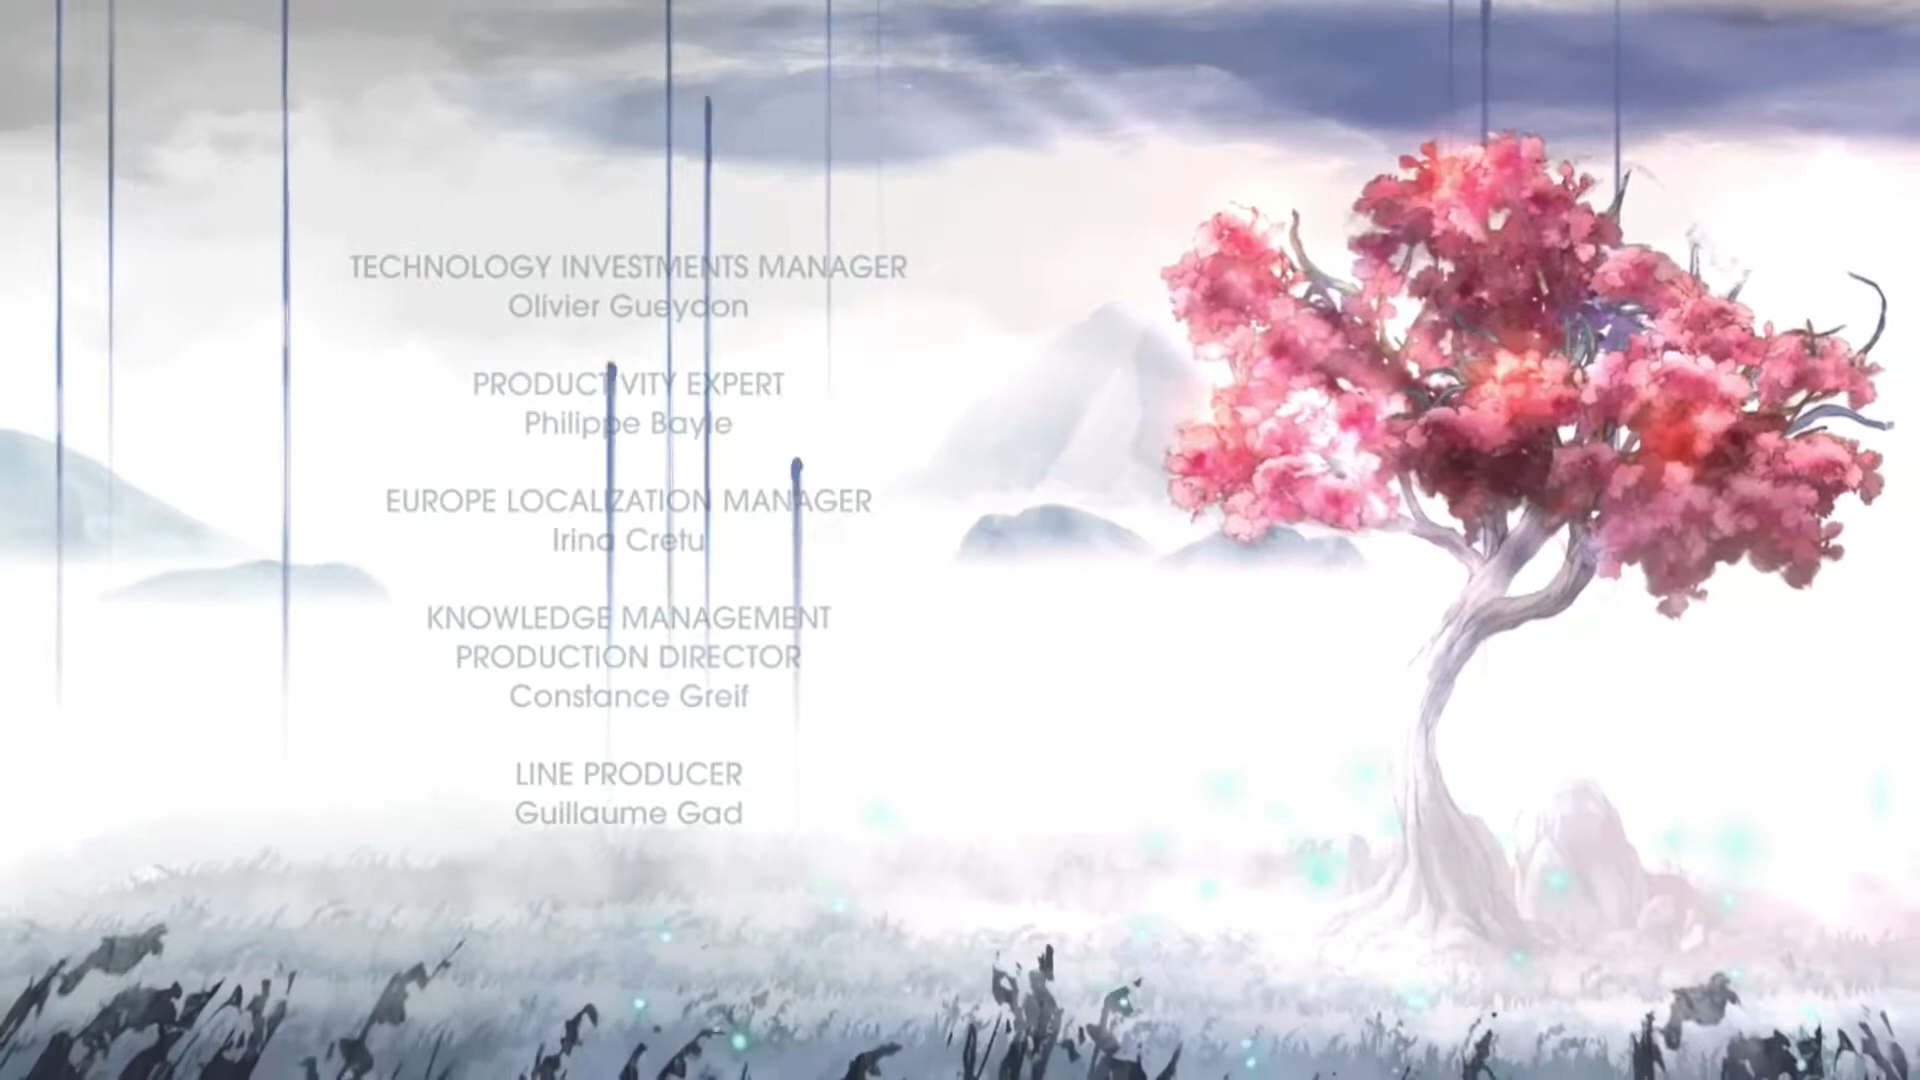 TECHNOLOGY INVESTMENTS MANAGER
Olivier Gueydon
PRODUCTIVITY EXPERT
Philippe Bayle
EUROPE LOCALIZATION MANAGER
Irina Cretu
KNOWLEDGE MANAGEMENT
PRODUCTION DIRECTOR
Constance Greif
LINE PRODUCER
Guillaume Gad